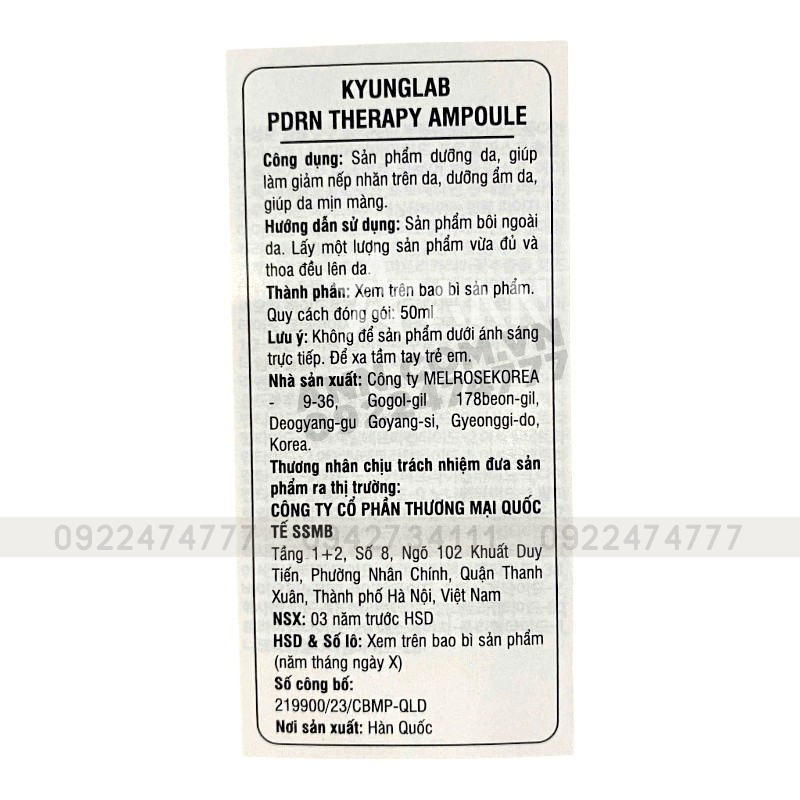 KYUNGLAB
PDRN THERAPY AMPOULE
Công dụng: Sản phẩm dưỡng da, giúp
làm giảm nếp nhăn trên da, dưỡng ẩm da,
giúp da mịn màng.
Hướng dẫn sử dụng: Sản phẩm bôi ngoài
da. Lấy một lượng sản phẩm vừa đủ và
thoa đều lên da.
Thành phần: Xem trên bao bì sản phẩm.
Quy cách đóng gói: 50ml
Lưu ý: Không để sản phẩm dưới ánh sáng
trực tiếp. Để xa tầm tay trẻ em.
Nhà sản xuất: Công ty MELROSEKOREA
- 9-36, Gogol-gil 178beon-gil,
Deogyang-gu Goyang-si, Gyeonggi-do,
Korea.
Thương nhân chịu trách nhiệm đưa sản
phẩm ra thị trường:
CÔNG TY CỔ PHẦN THƯƠNG MẠI QUỐC
TẾ SSMB
0922474777 0942734111 0922474777
Tầng 1+2, Số 8, Ngõ 102 Khuất Duy
Tiến, Phường Nhân Chính, Quận Thanh
Xuân, Thành phố Hà Nội, Việt Nam
NSX: 03 năm trước HSD
HSD & Số lô: Xem trên bao bì sản phẩm
(năm tháng ngày X)
Số công bố:
219900/23/CBMP-QLD
Nơi sản xuất: Hàn Quốc